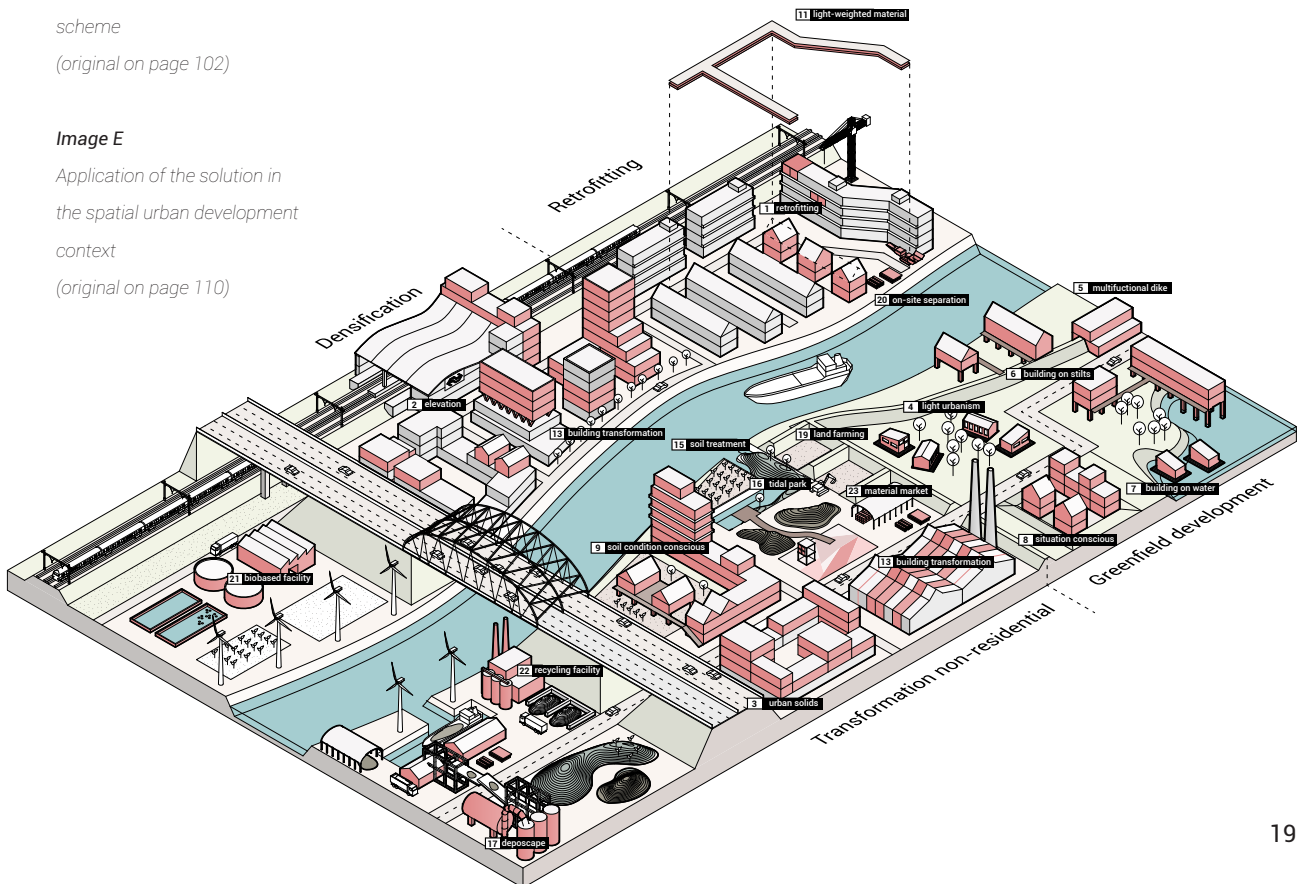 scheme
(original on page 102)
Image E
Application of the solution in
the spatial urban development
context
(original on page 110)
11 light-weighted material
Retrofitting
1 retrofitting
20 on-site separation
5 multifuctional dike
Densification
6 building on stilts
2 elevation
4 light urbanism
13 building transformation
15 soil treatment
19 land farming
16 tidal park
23 material market
7 building on water
9 soil condition conscious
8 situation conscious
13 building transformation
Greenfield development
21 biobased facility
22 recycling facility
3 urban solids
Transformation non-residential
17 deposcape
19